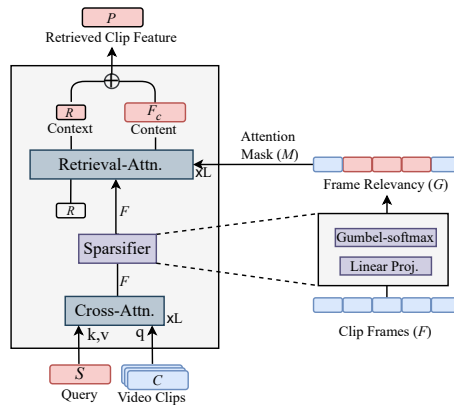 P
Retrieved Clip Feature
R
F_c
Context
Content
Retrieval-Attn.
xL
Attention
Mask (M)
Frame Relevancy (G)
R
F
Sparsifier
Gumbel-softmax
Linear Proj.
F
Cross-Attn.
xL
Clip Frames (F)
k,v
q
S
C
Query
Video Clips